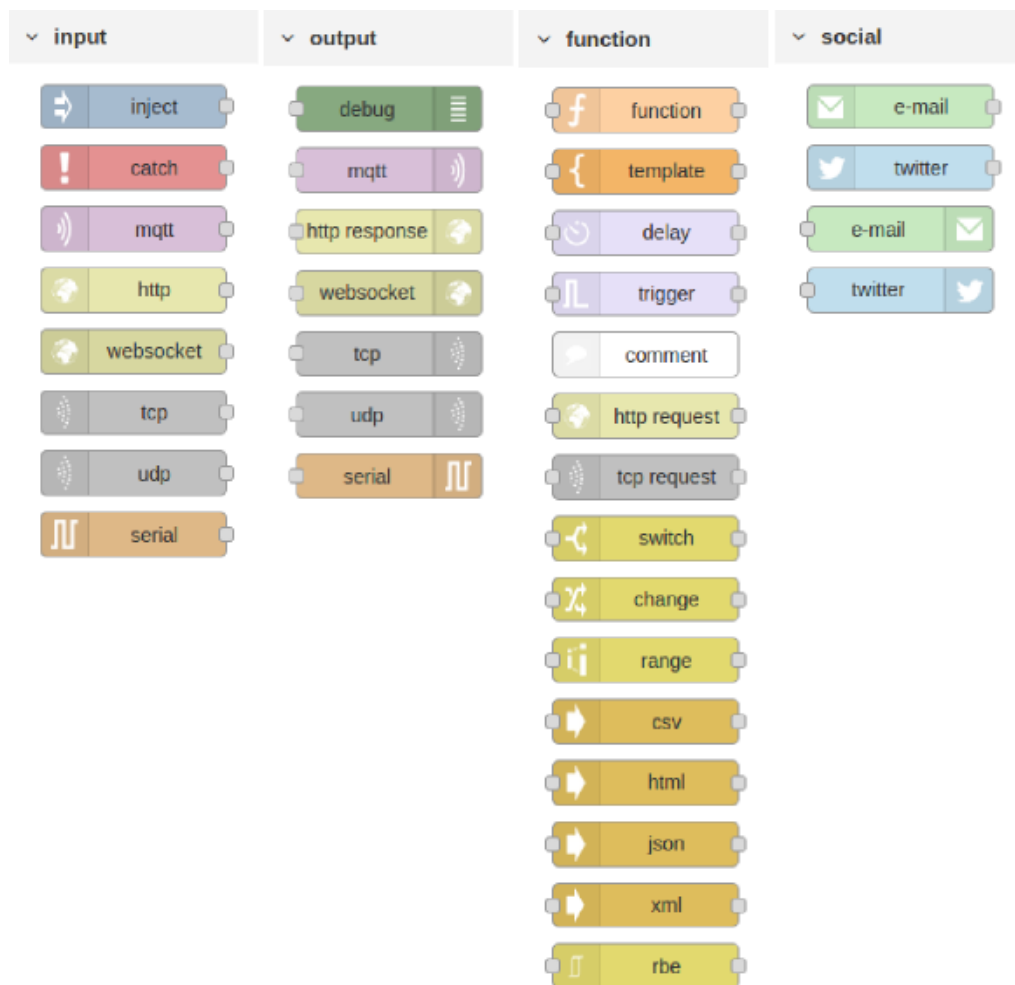 input
inject
catch
mqtt
http
websocket
tcp
udp
serial
output
debug
mqtt
http response
websocket
tcp
udp
serial
function
function
template
delay
trigger
comment
http request
tcp request
switch
change
range
csv
html
json
xml
rbe
social
e-mail
twitter
e-mail
twitter